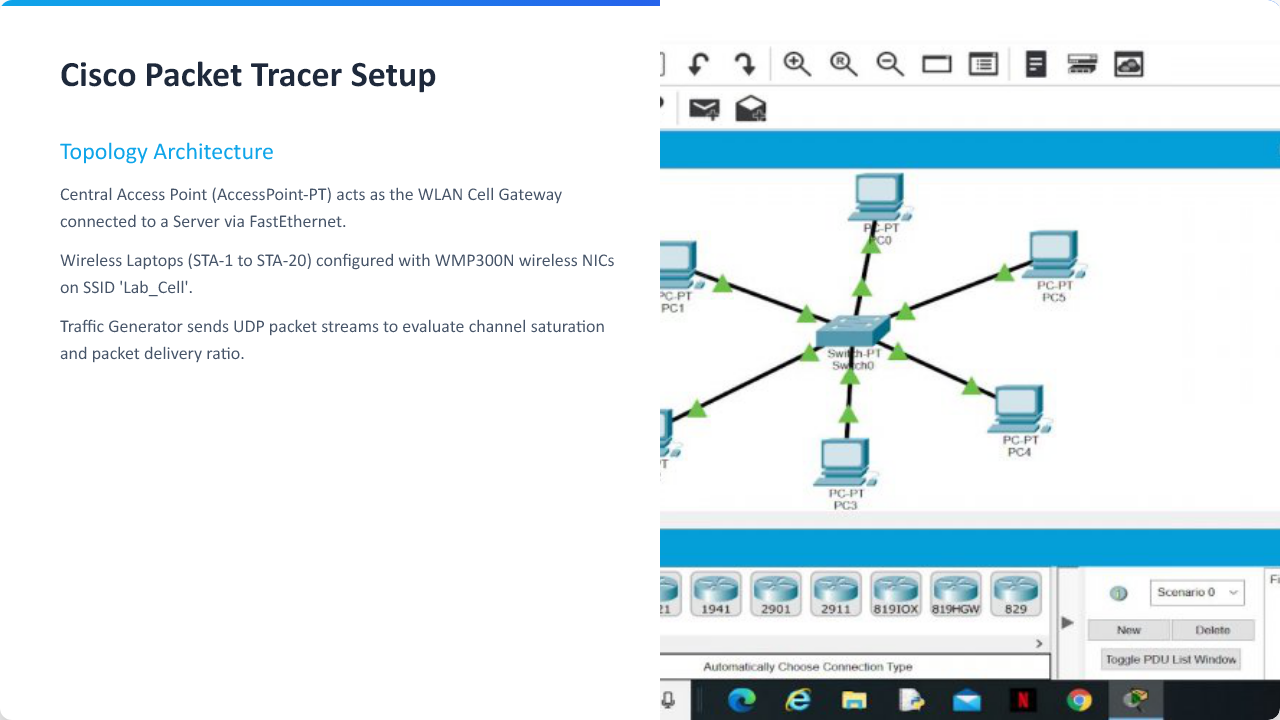 Cisco Packet Tracer Setup
Topology Architecture
Central Access Point (AccessPoint-PT) acts as the WLAN Cell Gateway
connected to a Server via FastEthernet.
Wireless Laptops (STA-1 to STA-20) configured with WMP300N wireless NICs
on SSID 'Lab_Cell'.
Traffic Generator sends UDP packet streams to evaluate channel saturation
and packet delivery ratio.
R
PC-PT
PC0
PC-PT
PC1
PC-PT
PC5
Switch-PT
Switch0
PC-PT
PC4
PC-PT
PC3
21
1941
2901
2911
819IOX
819HGW
829
Scenario 0
Fi
New
Delete
Toggle PDU List Window
Automatically Choose Connection Type
N